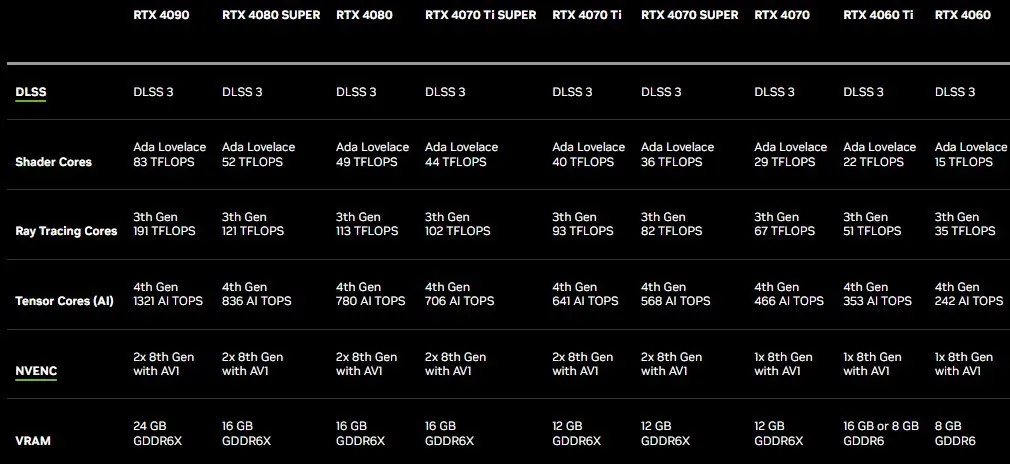 RTX 4090 RTX 4080 SUPER RTX 4080 RTX 4070 Ti SUPER RTX 4070 Ti RTX 4070 SUPER RTX 4070 RTX 4060 Ti RTX 4060
DLSS DLSS 3 DLSS 3 DLSS 3 DLSS 3 DLSS 3 DLSS 3 DLSS 3 DLSS 3 DLSS 3
Ada Lovelace Ada Lovelace Ada Lovelace Ada Lovelace Ada Lovelace Ada Lovelace Ada Lovelace Ada Lovelace Ada Lovelace
Shader Cores 83 TFLOPS 52 TFLOPS 49 TFLOPS 44 TFLOPS 40 TFLOPS 36 TFLOPS 29 TFLOPS 22 TFLOPS 15 TFLOPS
3th Gen 3th Gen 3th Gen 3th Gen 3th Gen 3th Gen 3th Gen 3th Gen 3th Gen
Ray Tracing Cores 191 TFLOPS 121 TFLOPS 113 TFLOPS 102 TFLOPS 93 TFLOPS 82 TFLOPS 67 TFLOPS 51 TFLOPS 35 TFLOPS
4th Gen 4th Gen 4th Gen 4th Gen 4th Gen 4th Gen 4th Gen 4th Gen 4th Gen
Tensor Cores (AI) 1321 AI TOPS 836 AI TOPS 780 AI TOPS 706 AI TOPS 641 AI TOPS 568 AI TOPS 466 AI TOPS 353 AI TOPS 242 AI TOPS
2x 8th Gen 2x 8th Gen 2x 8th Gen 2x 8th Gen 2x 8th Gen 2x 8th Gen 1x 8th Gen 1x 8th Gen 1x 8th Gen
NVENC with AV1 with AV1 with AV1 with AV1 with AV1 with AV1 with AV1 with AV1 with AV1
24 GB 16 GB 16 GB 16 GB 12 GB 12 GB 12 GB 16 GB or 8 GB 8 GB
VRAM GDDR6X GDDR6X GDDR6X GDDR6X GDDR6X GDDR6X GDDR6X GDDR6 GDDR6